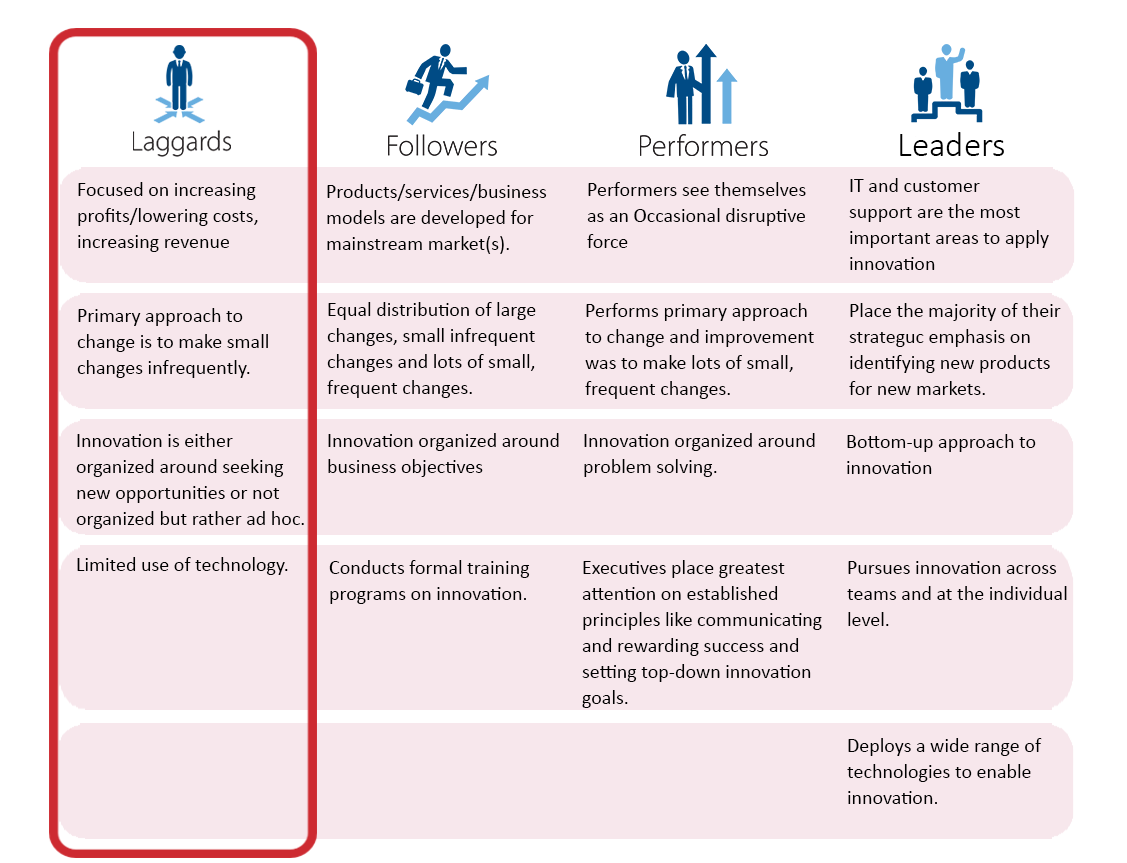 Laggards
Followers
Performers
Leaders
Focused on increasing
profits/lowering costs,
increasing revenue
Products/services/business
models are developed for
mainstream market(s).
Performers see themselves
as an Occasional disruptive
force
IT and customer
support are the most
important areas to apply
innovation
Primary approach to
change is to make small
changes infrequently.
Equal distribution of large
changes, small infrequent
changes and lots of small,
frequent changes.
Performs primary approach
to change and improvement
was to make lots of small,
frequent changes.
Place the majority of their
strateguc emphasis on
identifying new products
for new markets.
Innovation is either
organized around seeking
new opportunities or not
organized but rather ad hoc.
Innovation organized around
business objectives
Innovation organized around
problem solving.
Bottom-up approach to
innovation
Limited use of technology.
Conducts formal training
programs on innovation.
Executives place greatest
attention on established
principles like communicating
and rewarding success and
setting top-down innovation
goals.
Pursues innovation across
teams and at the individual
level.
Deploys a wide range of
technologies to enable
innovation.